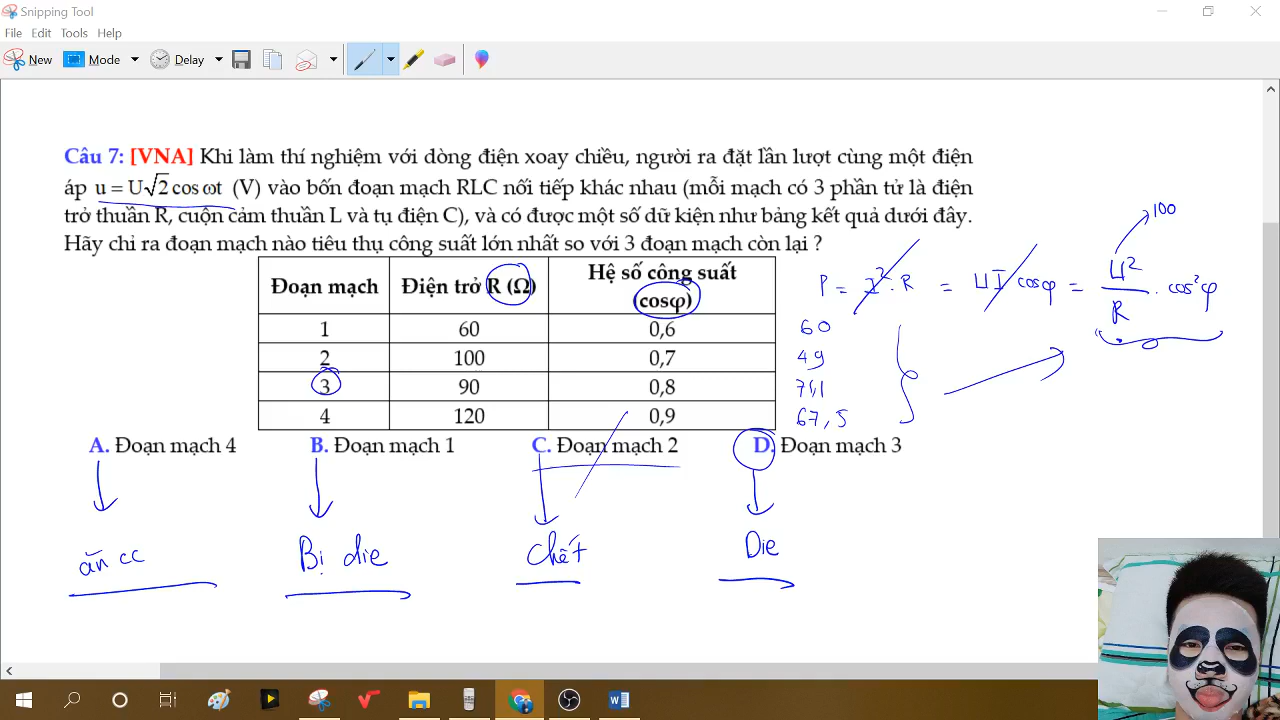 Snipping Tool
File Edit Tools Help
New Mode Delay
Câu 7: [VNA] Khi làm thí nghiệm với dòng điện xoay chiều, người ra đặt lần lượt cùng một điện
áp u = U√2 cos ωt (V) vào bốn đoạn mạch RLC nối tiếp khác nhau (mỗi mạch có 3 phần tử là điện
trở thuần R, cuộn cảm thuần L và tụ điện C), và có được một số dữ kiện như bảng kết quả dưới đây.
Hãy chỉ ra đoạn mạch nào tiêu thụ công suất lớn nhất so với 3 đoạn mạch còn lại ?
100
P = I². R = UI cosφ = U²/R . cos²φ
Đoạn mạch Điện trở R (Ω) Hệ số công suất (cosφ)
1 60 0,6 60
2 100 0,7 49
3 90 0,8 71,1
4 120 0,9 67,5
A. Đoạn mạch 4 B. Đoạn mạch 1 C. Đoạn mạch 2 D. Đoạn mạch 3
ăn cc Bị die Chết Die